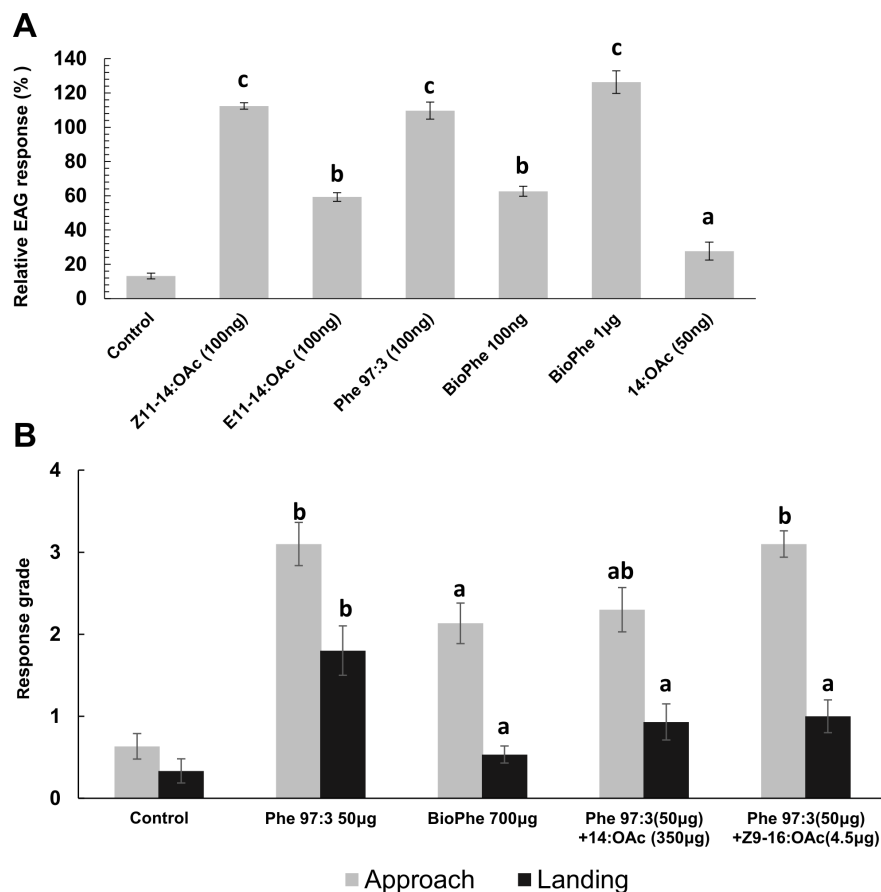 A
Relative EAG response (% )
140
120
100
80
60
40
20
0
c
b
c
b
c
a
Control
Z11-14:OAc (100ng)
E11-14:OAc (100ng)
Phe 97:3 (100ng)
BioPhe 100ng
BioPhe 1µg
14:OAc (50ng)
B
Response grade
4
3
2
1
0
b
b
a
a
ab
a
b
a
Control
Phe 97:3 50µg
BioPhe 700µg
Phe 97:3(50µg)
+14:OAc (350µg)
Phe 97:3(50µg)
+Z9-16:OAc(4.5µg)
Approach
Landing